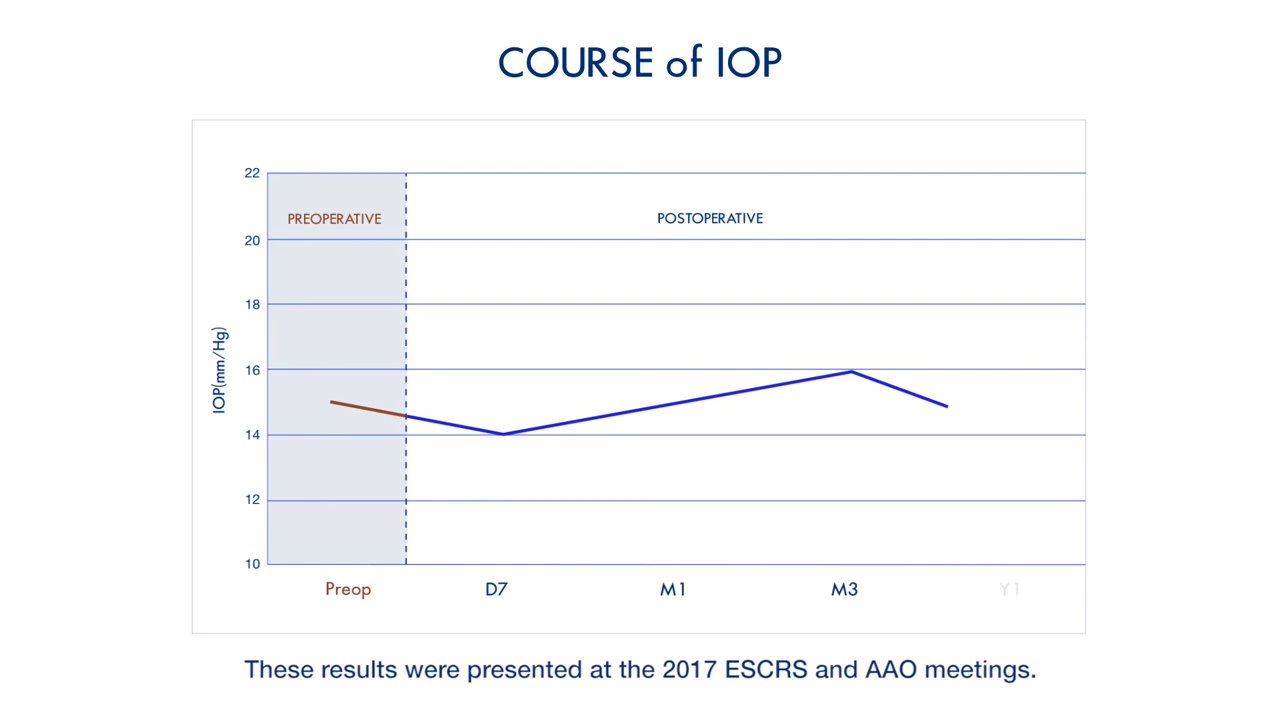 COURSE of IOP
22
PREOPERATIVE
POSTOPERATIVE
20
18
16
IOP(mm/Hg)
14
12
10
Preop
D7
M1
M3
Y1
These results were presented at the 2017 ESCRS and AAO meetings.